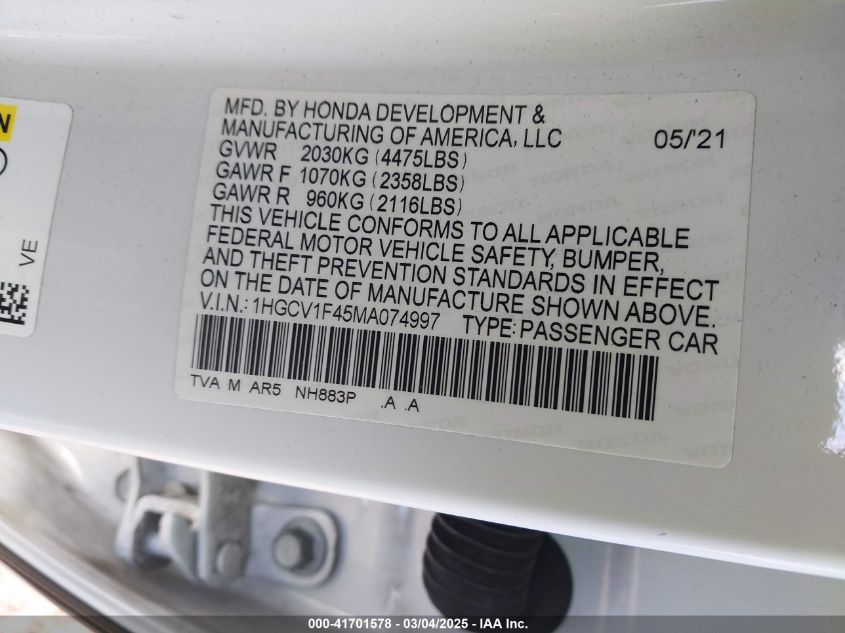 N
VE
MFD. BY HONDA DEVELOPMENT &
MANUFACTURING OF AMERICA, LLC 05/'21
GVWR 2030KG (4475LBS)
GAWR F 1070KG (2358LBS)
GAWR R 960KG (2116LBS)
THIS VEHICLE CONFORMS TO ALL APPLICABLE
FEDERAL MOTOR VEHICLE SAFETY, BUMPER,
AND THEFT PREVENTION STANDARDS IN EFFECT
ON THE DATE OF MANUFACTURE SHOWN ABOVE.
V.I.N.: 1HGCV1F45MA074997 TYPE: PASSENGER CAR
TVA M AR5 NH883P .A .A
000-41701578 - 03/04/2025 - IAA Inc.